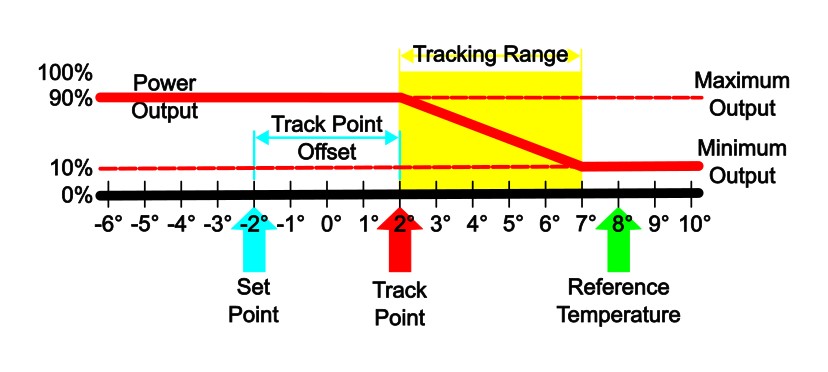 Tracking Range
100%
Power
Output
90%
Maximum
Output
Track Point
Offset
Minimum
Output
10%
0%
-6° -5° -4° -3° -2° -1° 0° 1° 2° 3° 4° 5° 6° 7° 8° 9° 10°
Set
Point
Track
Point
Reference
Temperature